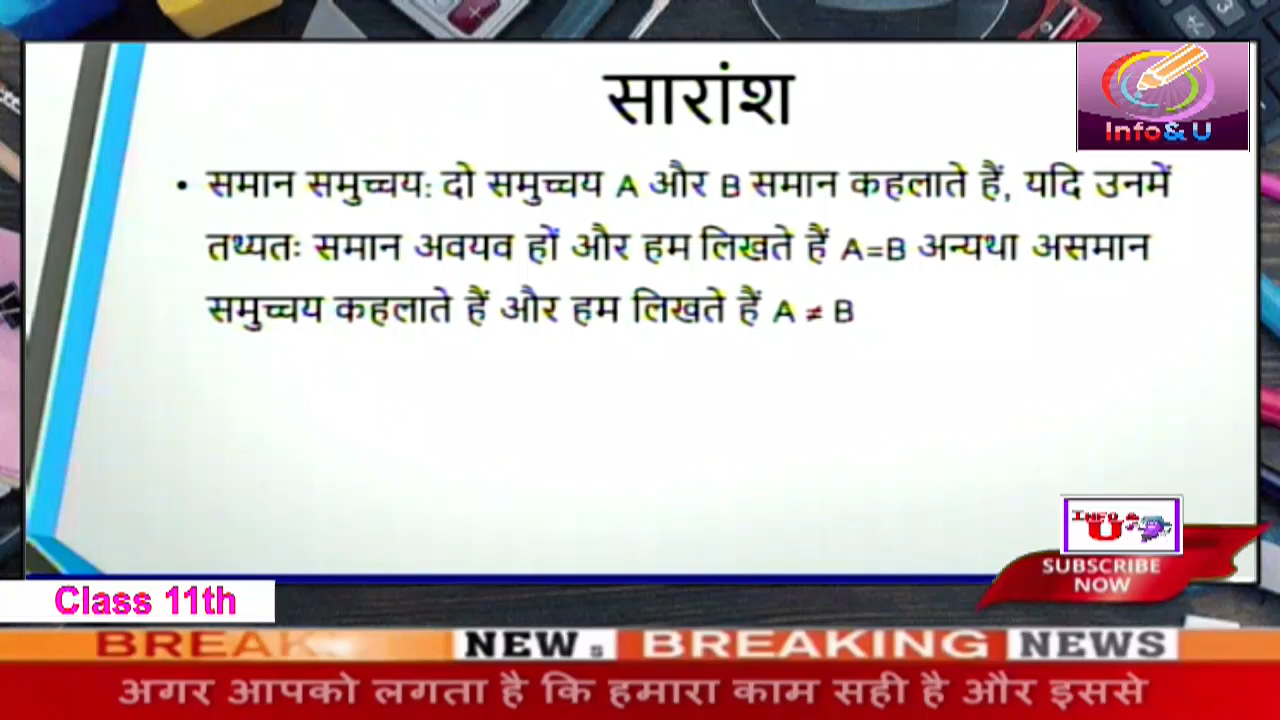 सारांश
Info & U
• समान समुच्चय: दो समुच्चय A और B समान कहलाते हैं, यदि उनमें
तथ्यतः समान अवयव हों और हम लिखते हैं A=B अन्यथा असमान
समुच्चय कहलाते हैं और हम लिखते हैं A ≠ B
INFO &
U
SUBSCRIBE
NOW
Class 11th
BREAK NEWs BREAKING NEWS
अगर आपको लगता है कि हमारा काम सही है और इससे